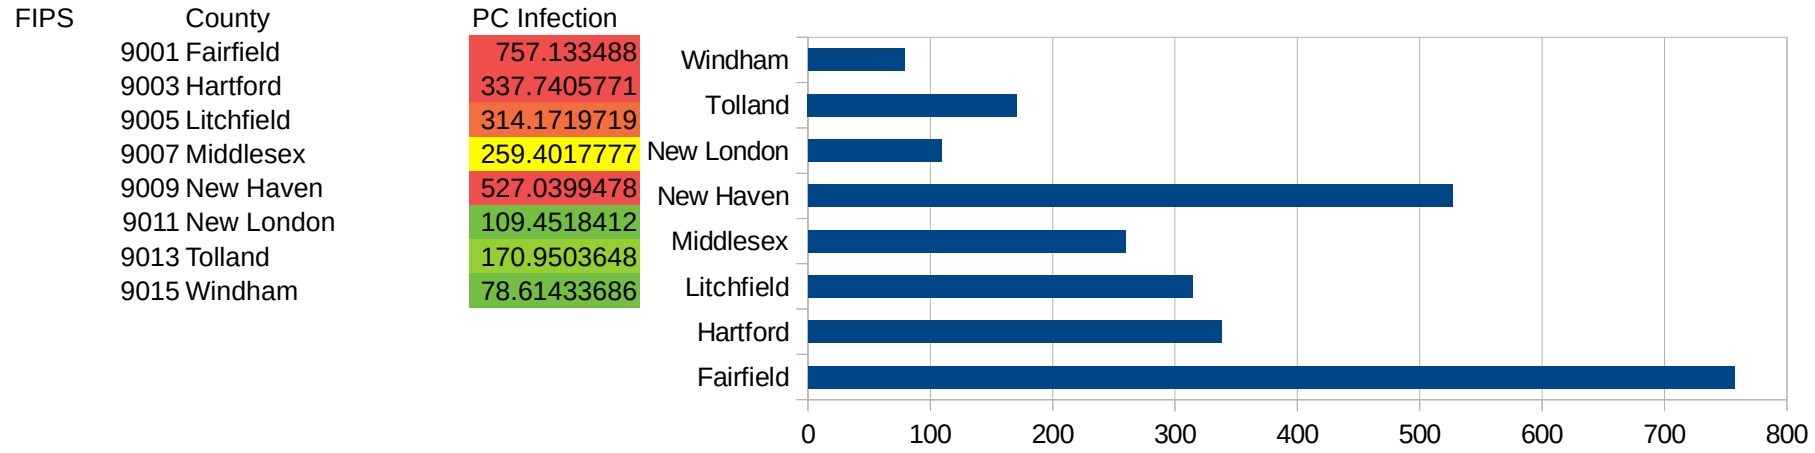 FIPS County PC Infection
9001 Fairfield 757.133488
9003 Hartford 337.7405771
9005 Litchfield 314.1719719
9007 Middlesex 259.4017777
9009 New Haven 527.0399478
9011 New London 109.4518412
9013 Tolland 170.9503648
9015 Windham 78.61433686
Windham
Tolland
New London
New Haven
Middlesex
Litchfield
Hartford
Fairfield
0 100 200 300 400 500 600 700 800